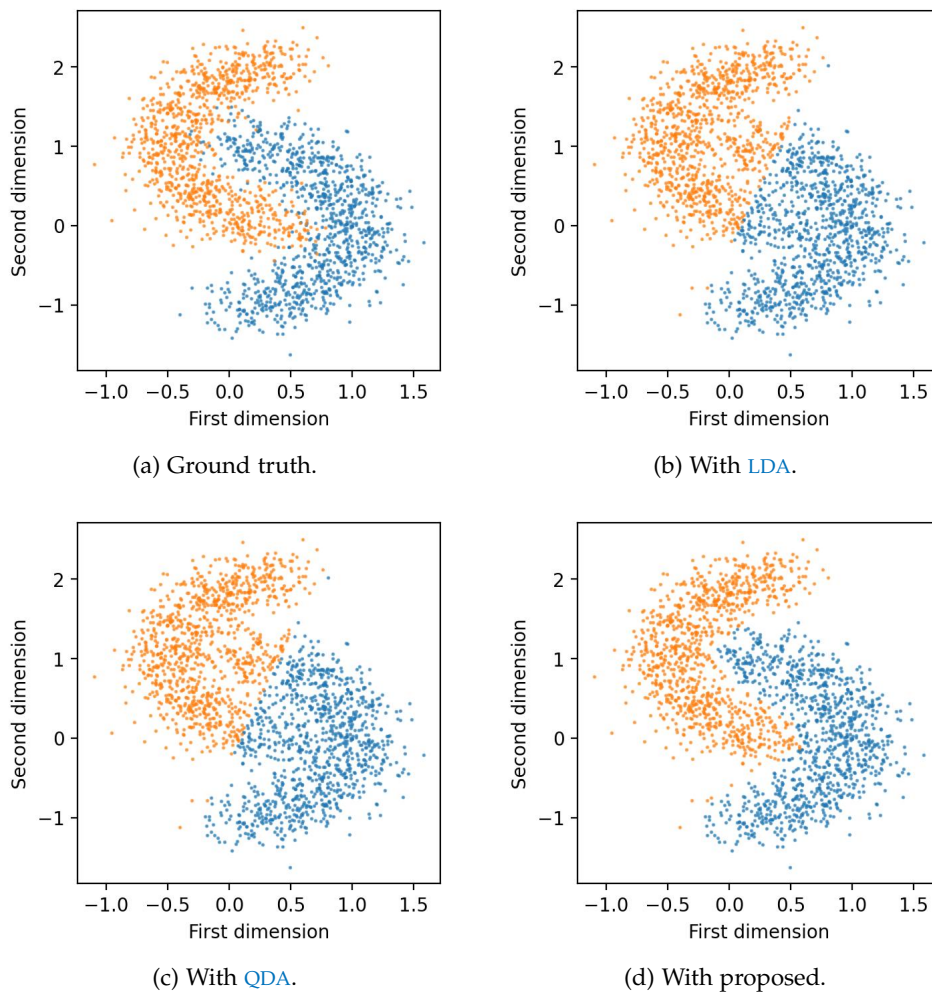 2
1
0
−1
Second dimension
−1.0 −0.5 0.0 0.5 1.0 1.5
First dimension
(a) Ground truth.
2
1
0
−1
Second dimension
−1.0 −0.5 0.0 0.5 1.0 1.5
First dimension
(b) With LDA.
2
1
0
−1
Second dimension
−1.0 −0.5 0.0 0.5 1.0 1.5
First dimension
(c) With QDA.
2
1
0
−1
Second dimension
−1.0 −0.5 0.0 0.5 1.0 1.5
First dimension
(d) With proposed.